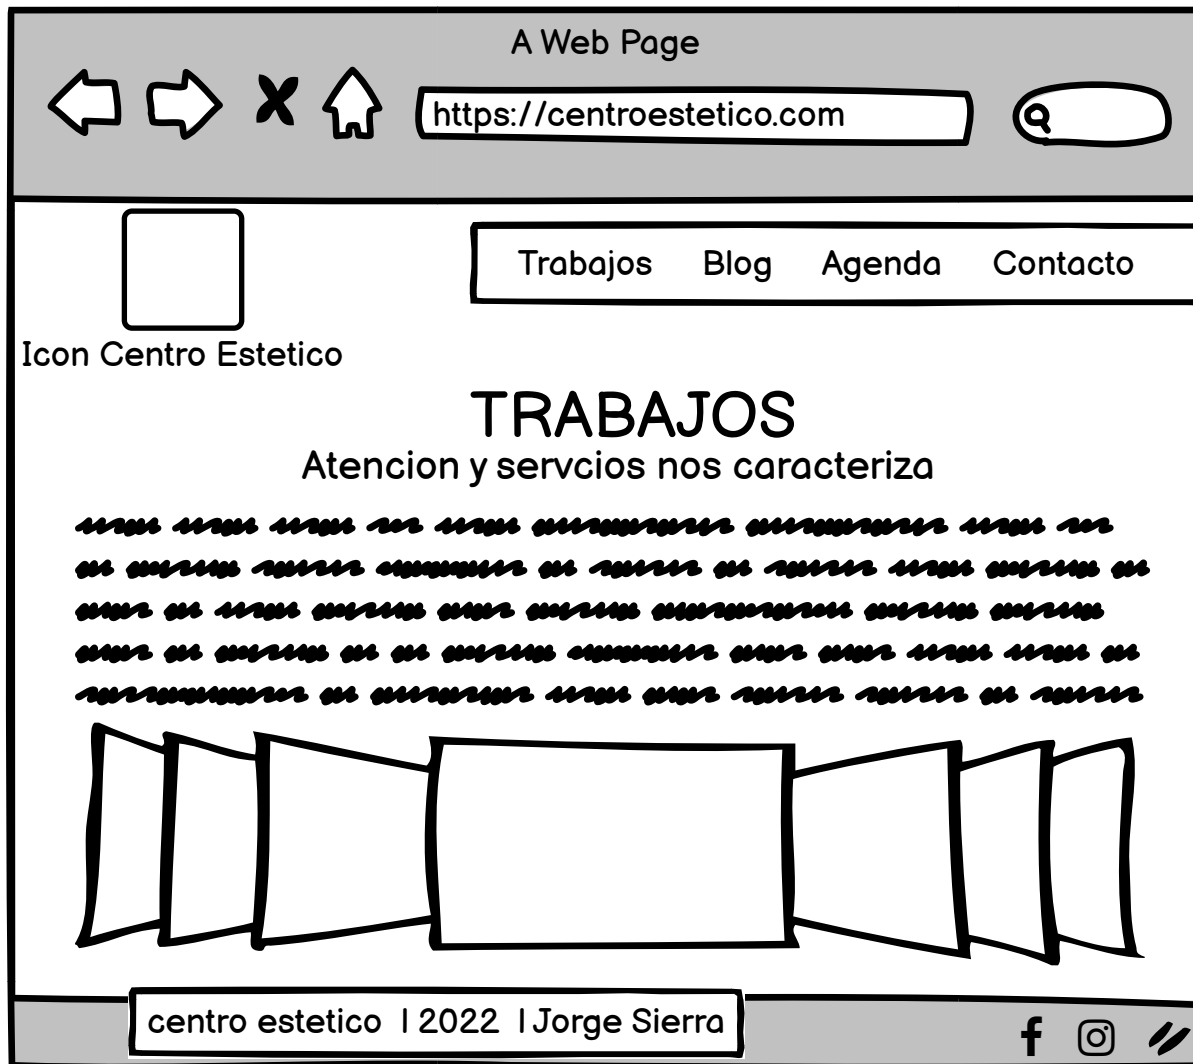 A Web Page
https://centroestetico.com
Trabajos Blog Agenda Contacto
Icon Centro Estetico
TRABAJOS
Atencion y servcios nos caracteriza
centro estetico | 2022 | Jorge Sierra